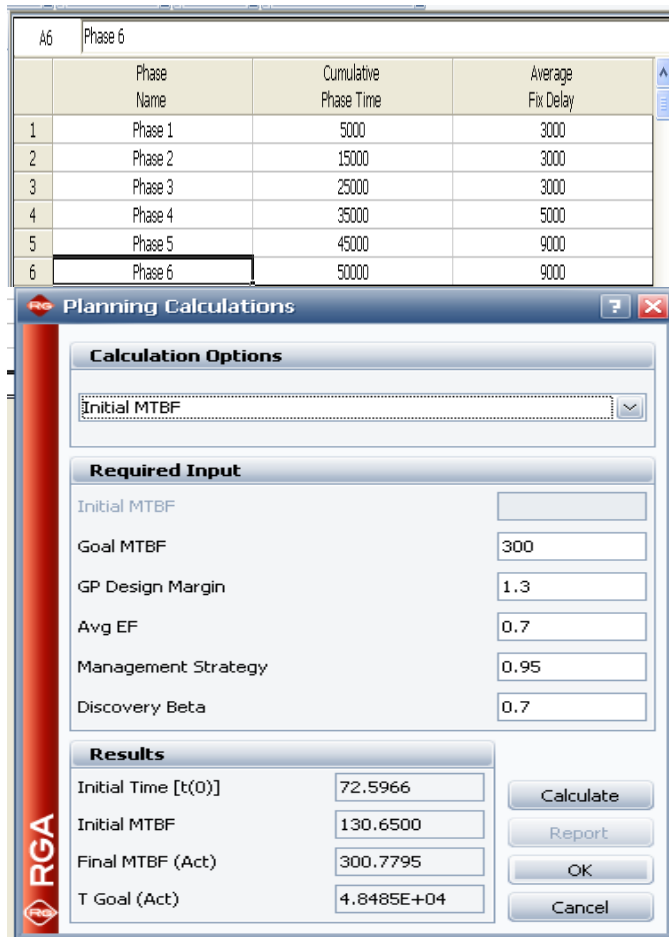 A6 Phase 6
Phase Name Cumulative Phase Time Average Fix Delay
1 Phase 1 5000 3000
2 Phase 2 15000 3000
3 Phase 3 25000 3000
4 Phase 4 35000 5000
5 Phase 5 45000 9000
6 Phase 6 50000 9000
RG Planning Calculations ? X
Calculation Options
Initial MTBF
Required Input
Initial MTBF
Goal MTBF 300
GP Design Margin 1.3
Avg EF 0.7
Management Strategy 0.95
Discovery Beta 0.7
Results
Initial Time [t(0)] 72.5966
Initial MTBF 130.6500
Final MTBF (Act) 300.7795
T Goal (Act) 4.8485E+04
Calculate
Report
OK
Cancel
RGA
RG